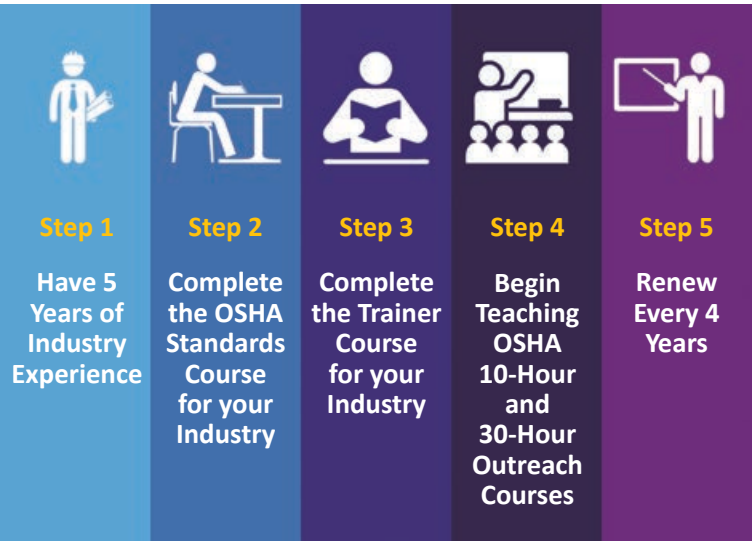 Step 1
Have 5
Years of
Industry
Experience
Step 2
Complete
the OSHA
Standards
Course
for your
Industry
Step 3
Complete
the Trainer
Course
for your
Industry
Step 4
Begin
Teaching
OSHA
10-Hour
and
30-Hour
Outreach
Courses
Step 5
Renew
Every 4
Years